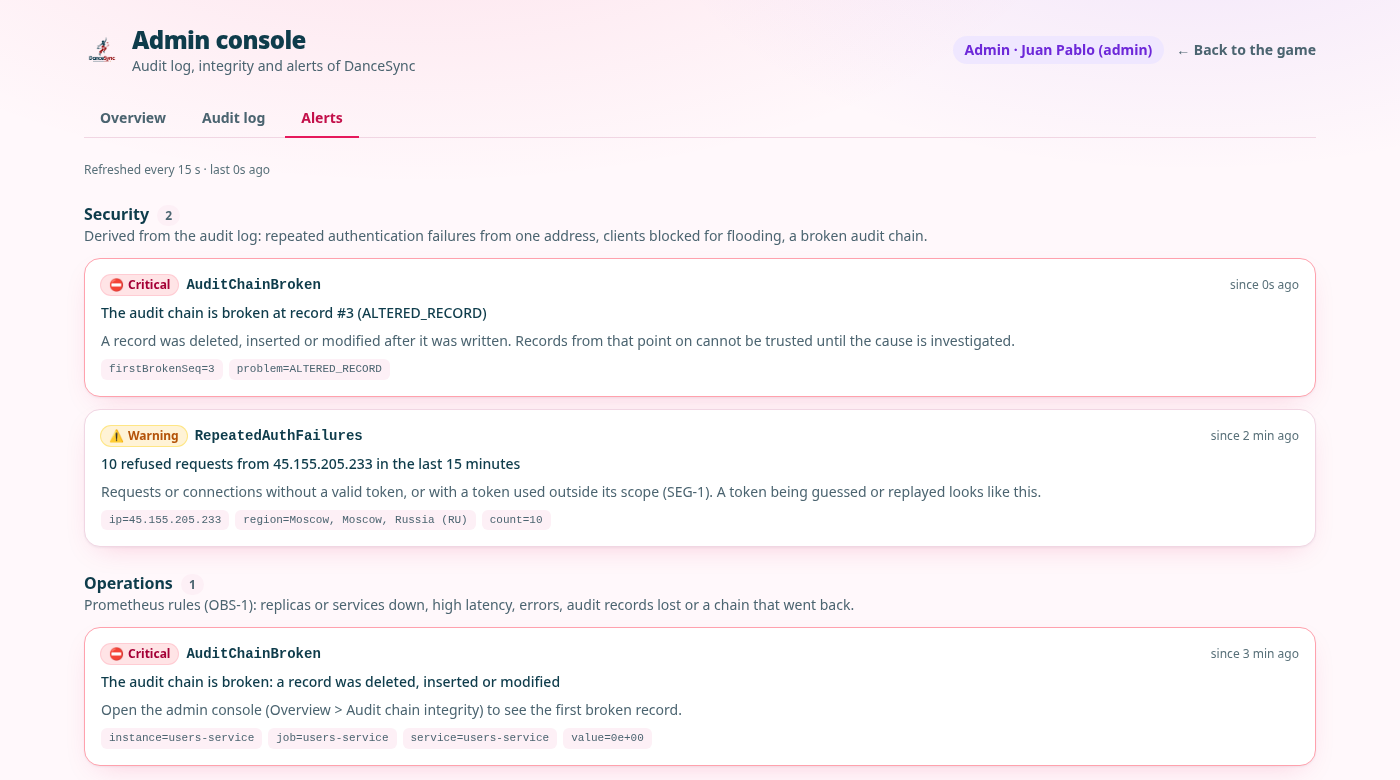 DanceSync
Admin console
Audit log, integrity and alerts of DanceSync
Admin · Juan Pablo (admin)
← Back to the game
Overview
Audit log
Alerts
Refreshed every 15 s · last 0s ago
Security 2
Derived from the audit log: repeated authentication failures from one address, clients blocked for flooding, a broken audit chain.
⛔ Critical AuditChainBroken since 0s ago
The audit chain is broken at record #3 (ALTERED_RECORD)
A record was deleted, inserted or modified after it was written. Records from that point on cannot be trusted until the cause is investigated.
firstBrokenSeq=3 problem=ALTERED_RECORD
⚠️ Warning RepeatedAuthFailures since 2 min ago
10 refused requests from 45.155.205.233 in the last 15 minutes
Requests or connections without a valid token, or with a token used outside its scope (SEG-1). A token being guessed or replayed looks like this.
ip=45.155.205.233 region=Moscow, Moscow, Russia (RU) count=10
Operations 1
Prometheus rules (OBS-1): replicas or services down, high latency, errors, audit records lost or a chain that went back.
⛔ Critical AuditChainBroken since 3 min ago
The audit chain is broken: a record was deleted, inserted or modified
Open the admin console (Overview > Audit chain integrity) to see the first broken record.
instance=users-service job=users-service service=users-service value=0e+00